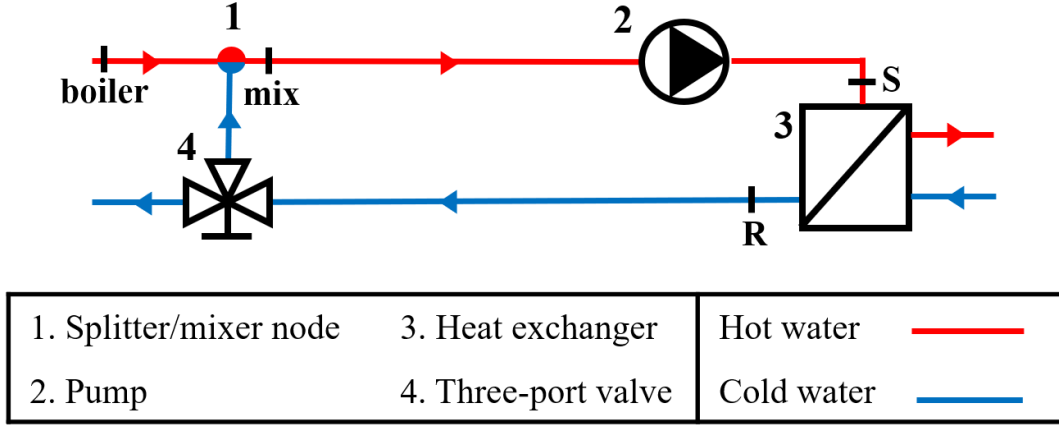 1
2
boiler
mix
S
3
4
R
1. Splitter/mixer node
3. Heat exchanger
Hot water
2. Pump
4. Three-port valve
Cold water